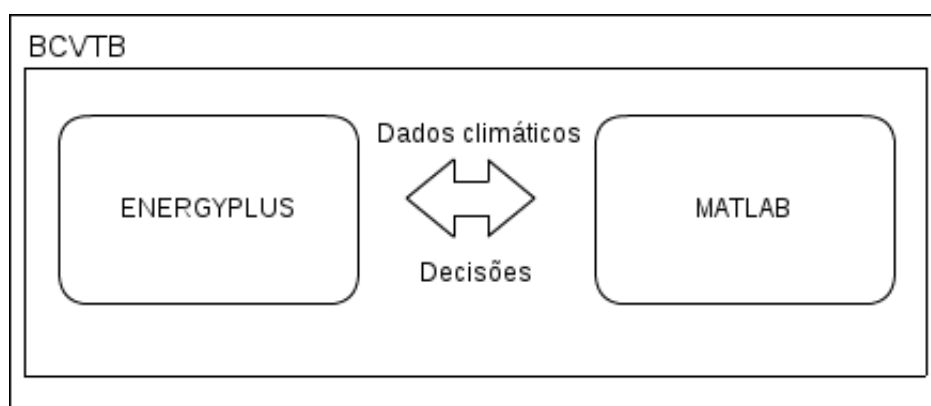 BCVTB
Dados climáticos
ENERGYPLUS
MATLAB
Decisões